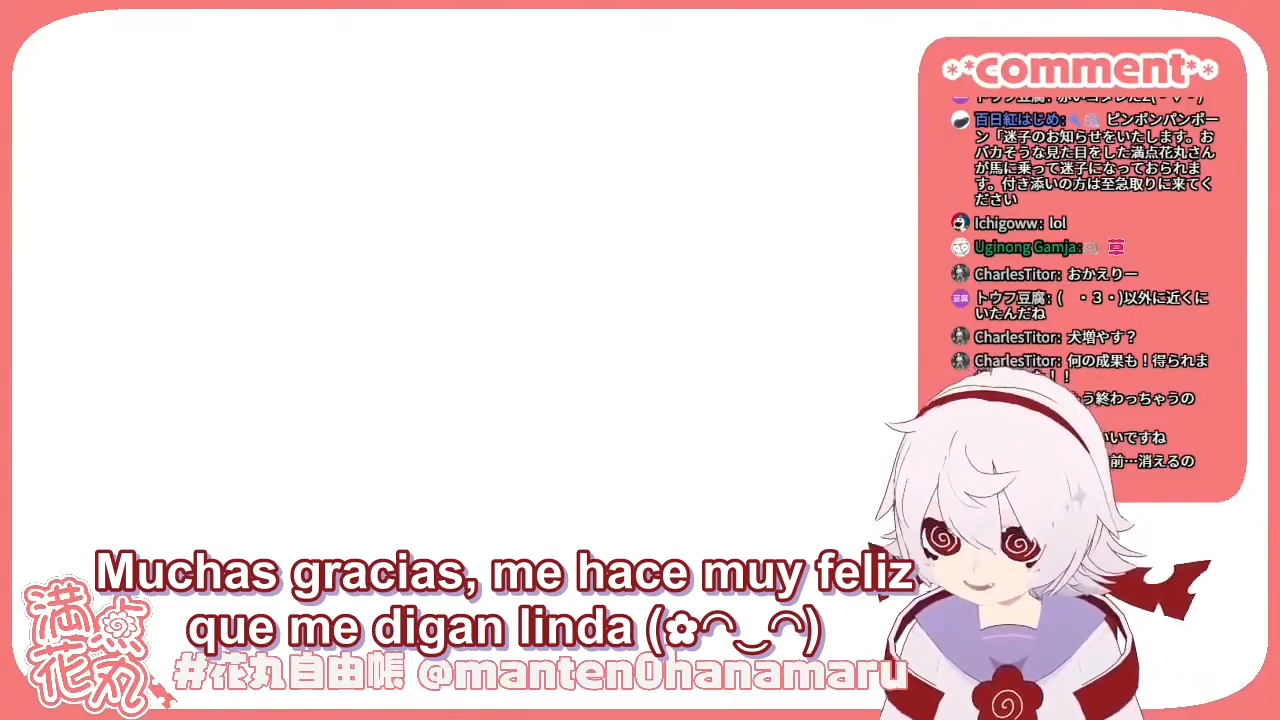 **comment**
百日紅はじめ: ピンポンパンポー
ン「迷子のお知らせをいたします。お
バカそうな見た目をした満点花丸さん
が馬に乗って迷子になっておられま
す。付き添いの方は至急取りに来てく
ださい
Ichigoww: lol
Uginong Gamja:
CharlesTitor: おかえりー
トウフ豆腐: ( ・3・)以外に近くに
いたんだね
CharlesTitor: 犬増やす？
CharlesTitor: 何の成果も！得られま
！！
う終わっちゃうの
いいですね
前…消えるの
Muchas gracias, me hace muy feliz
que me digan linda (✿◠‿◠)
満点
花丸
#花丸自由帳 @manten0hanamaru